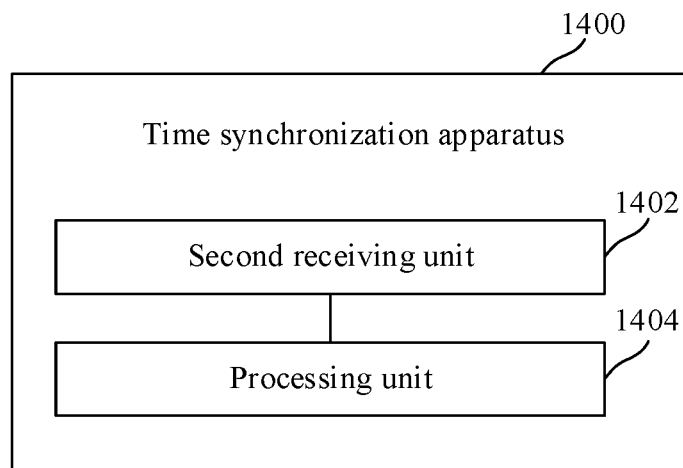 1400
Time synchronization apparatus
1402
Second receiving unit
1404
Processing unit